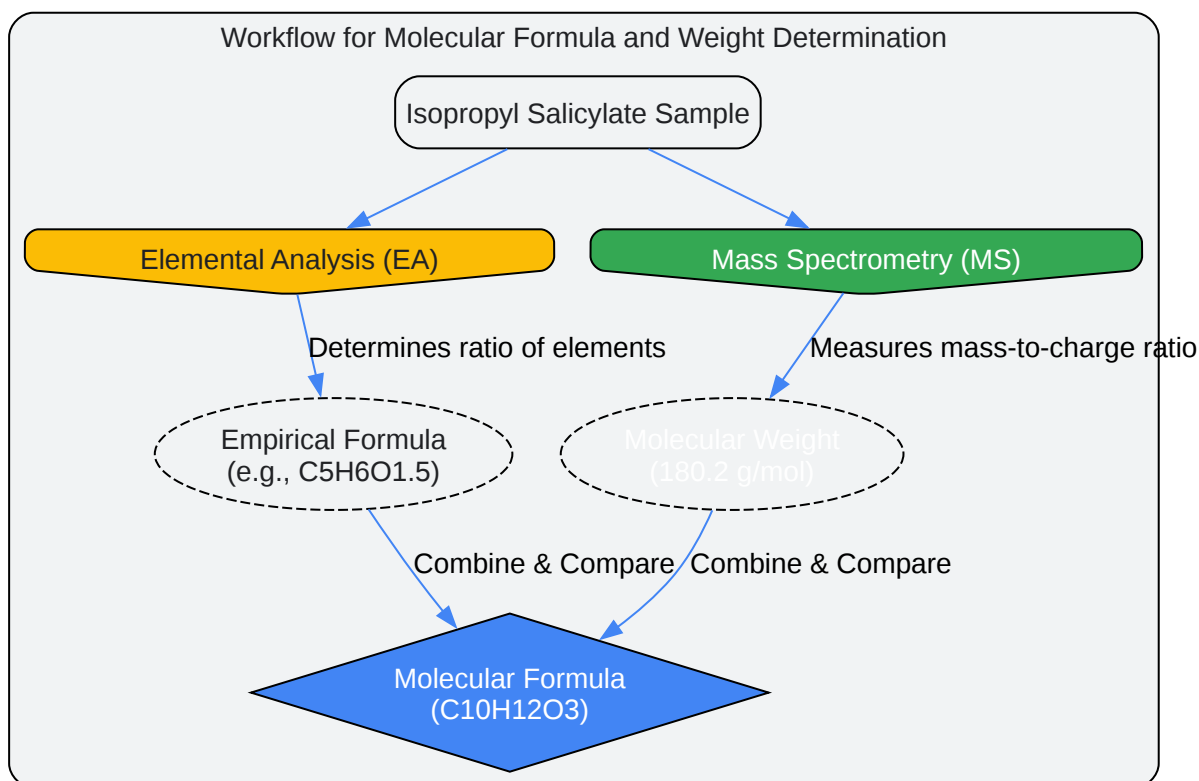 Workflow for Molecular Formula and Weight Determination
Isopropyl Salicylate Sample
Elemental Analysis (EA)
Mass Spectrometry (MS)
Determines ratio of elements
Measures mass-to-charge ratio
Empirical Formula
(e.g., C5H6O1.5)
Molecular Weight
(180.2 g/mol)
Combine & Compare
Combine & Compare
Molecular Formula
(C10H12O3)